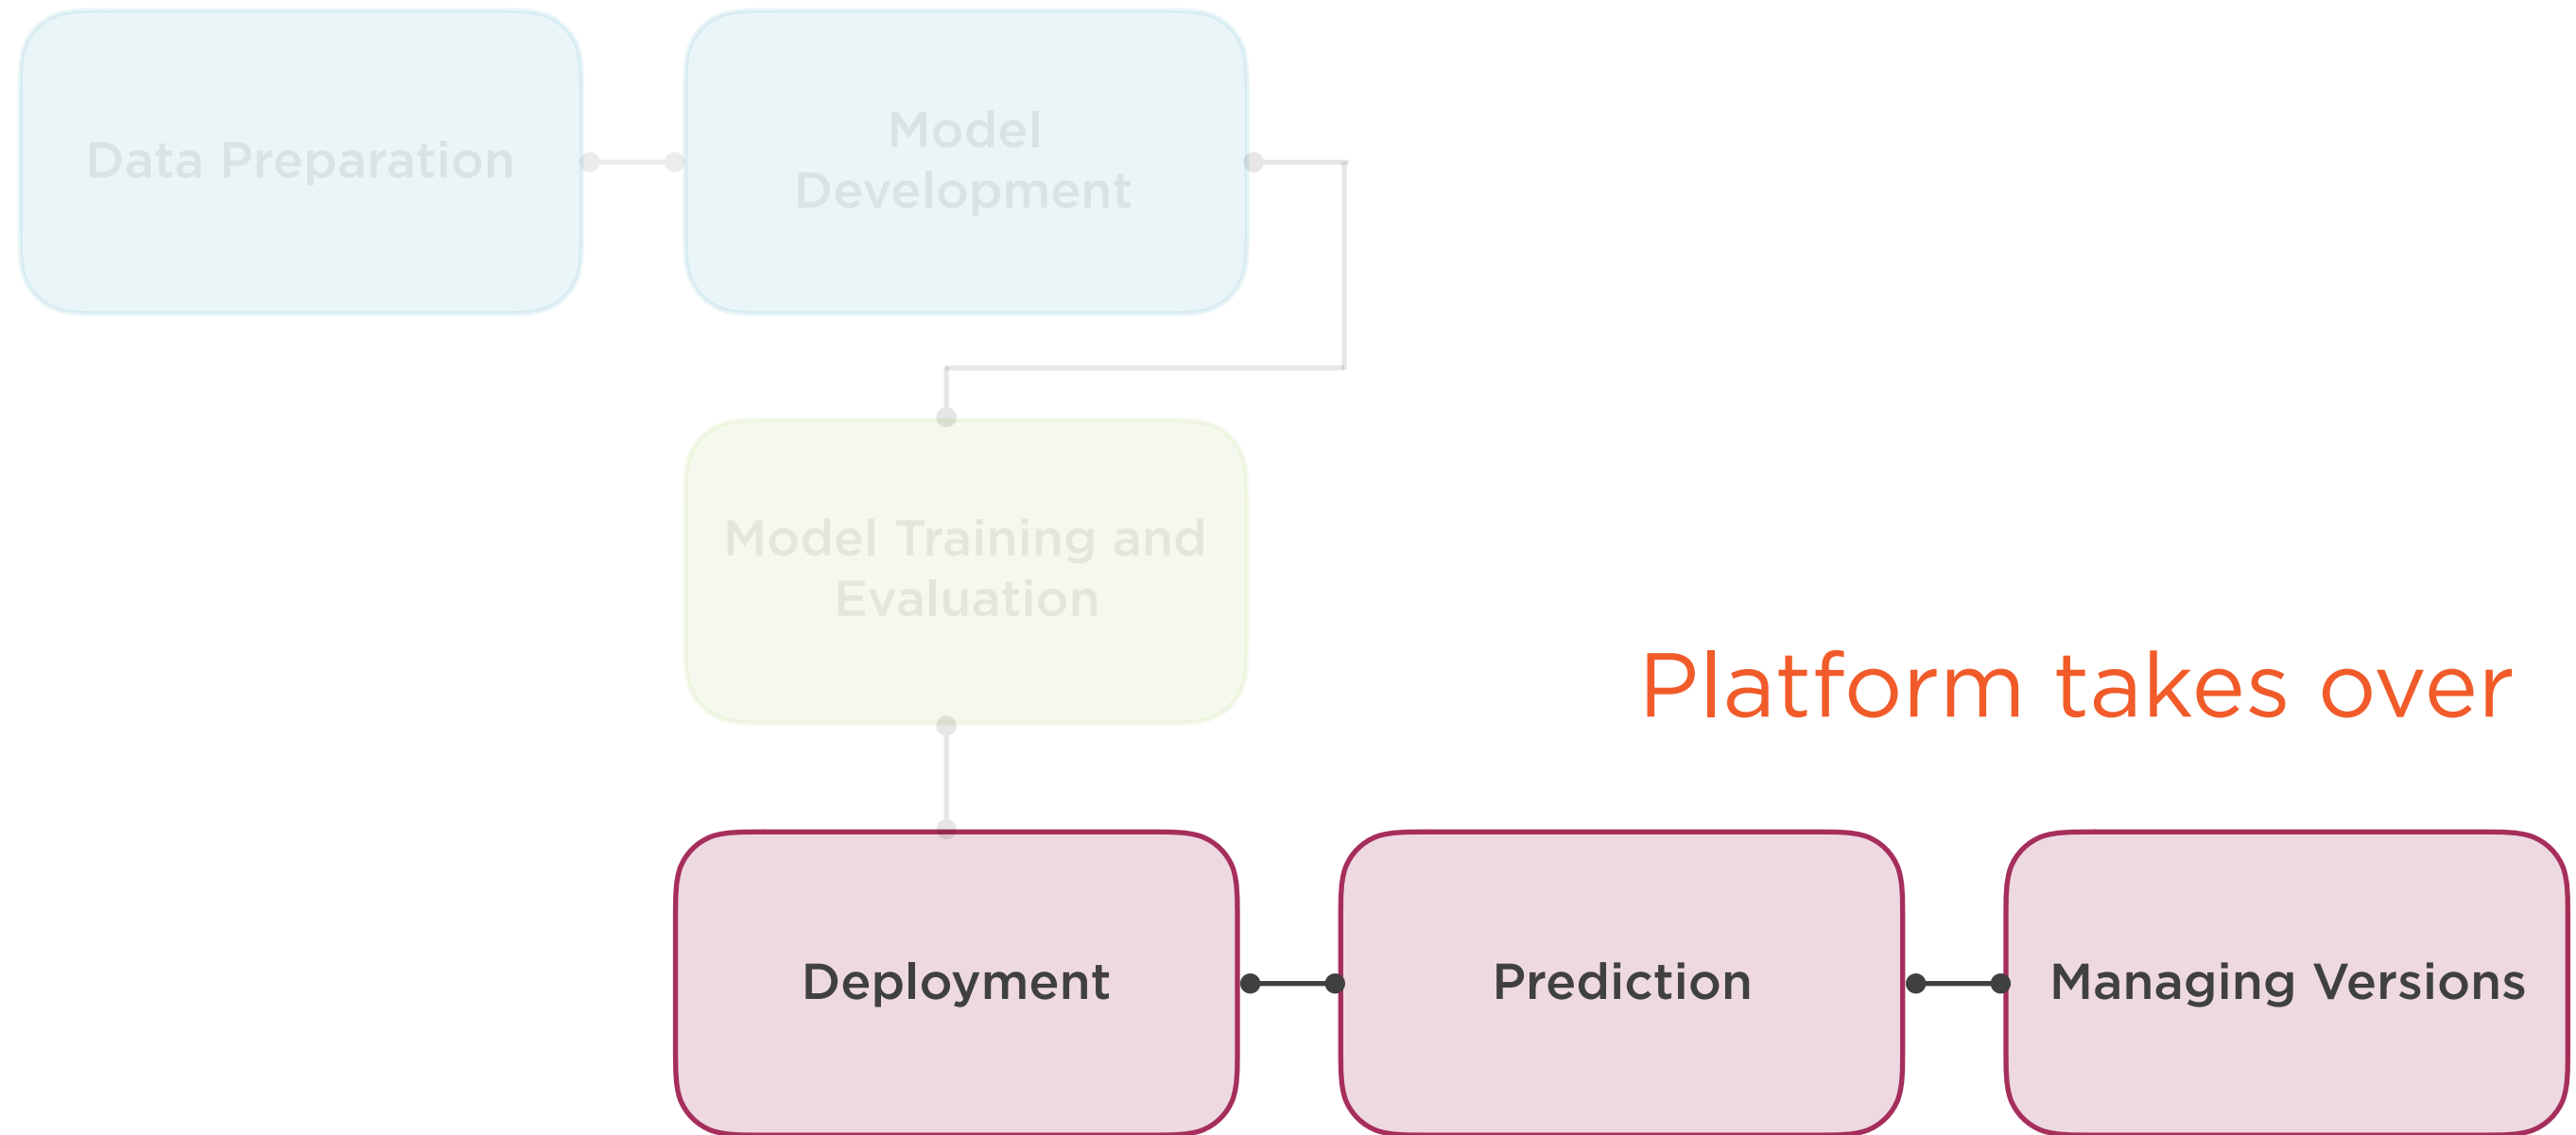 Data Preparation
Model
Development
Model Training and
Evaluation
Platform takes over
Deployment
Prediction
Managing Versions